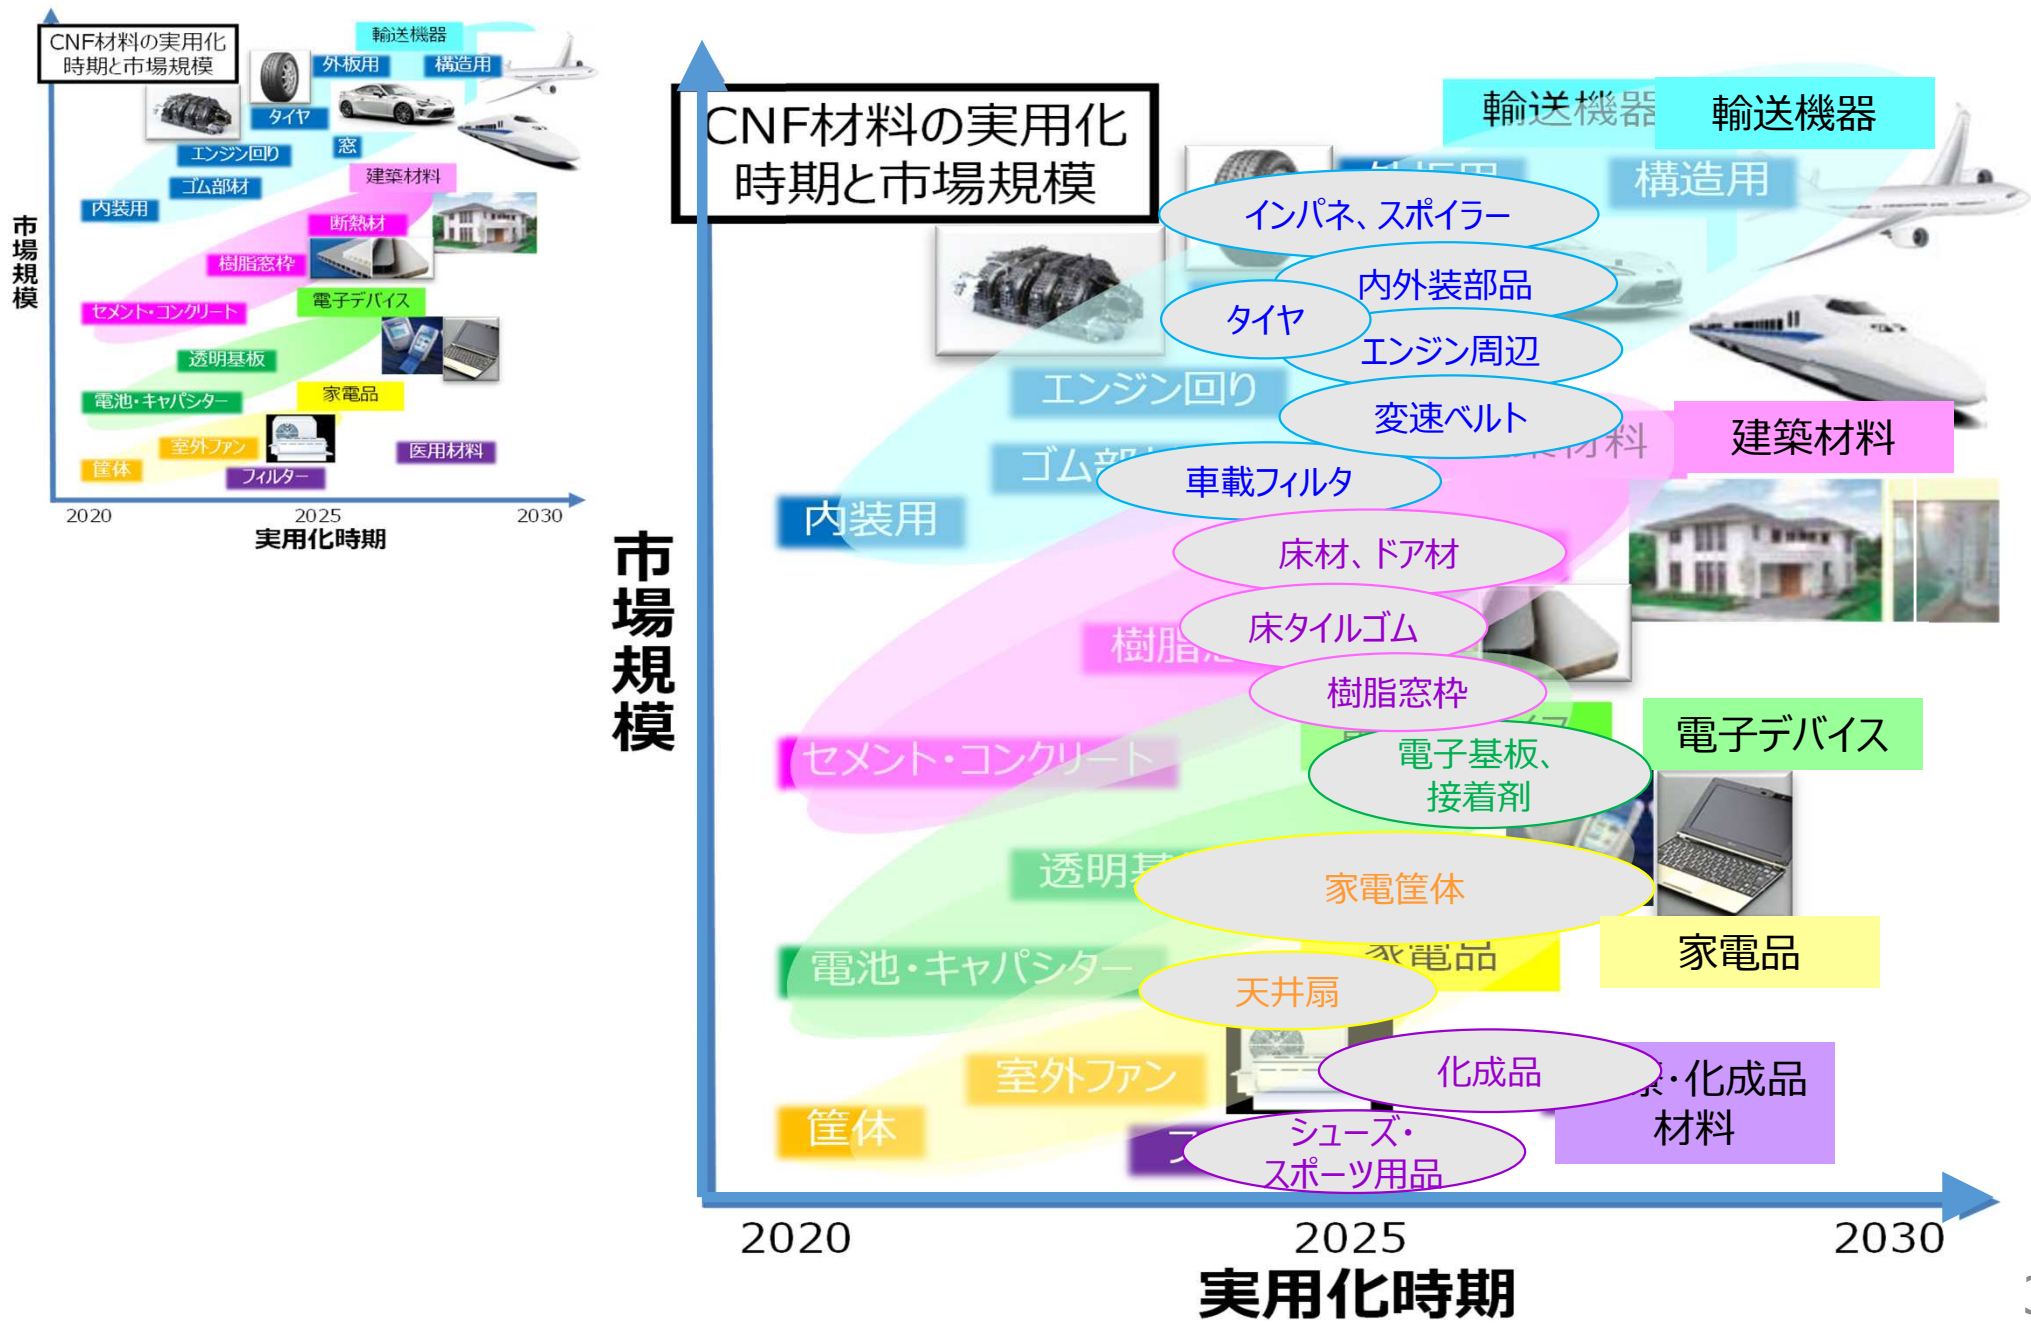 CNF材料の実用化
時期と市場規模
輸送機器
外板用
構造用
タイヤ
エンジン回り
窓
ゴム部材
建築材料
内装用
断熱材
樹脂窓枠
電子デバイス
セメント・コンクリート
透明基板
家電品
電池・キャパシター
室外ファン
医用材料
筐体
フィルター
市場規模
2020
2025
2030
実用化時期
CNF材料の実用化
時期と市場規模
輸送機器
輸送機器
構造用
インパネ、スポイラー
内外装部品
タイヤ
エンジン周辺
エンジン回り
変速ベルト
建築材料
車載フィルタ
内装用
床材、ドア材
床タイルゴム
樹脂窓枠
電子デバイス
セメント・コンクリート
電子基板、
接着剤
家電筐体
家電品
家電品
電池・キャパシター
天井扇
室外ファン
化成品
・化成品
材料
筐体
シューズ・
スポーツ用品
市場規模
2020
2025
2030
実用化時期